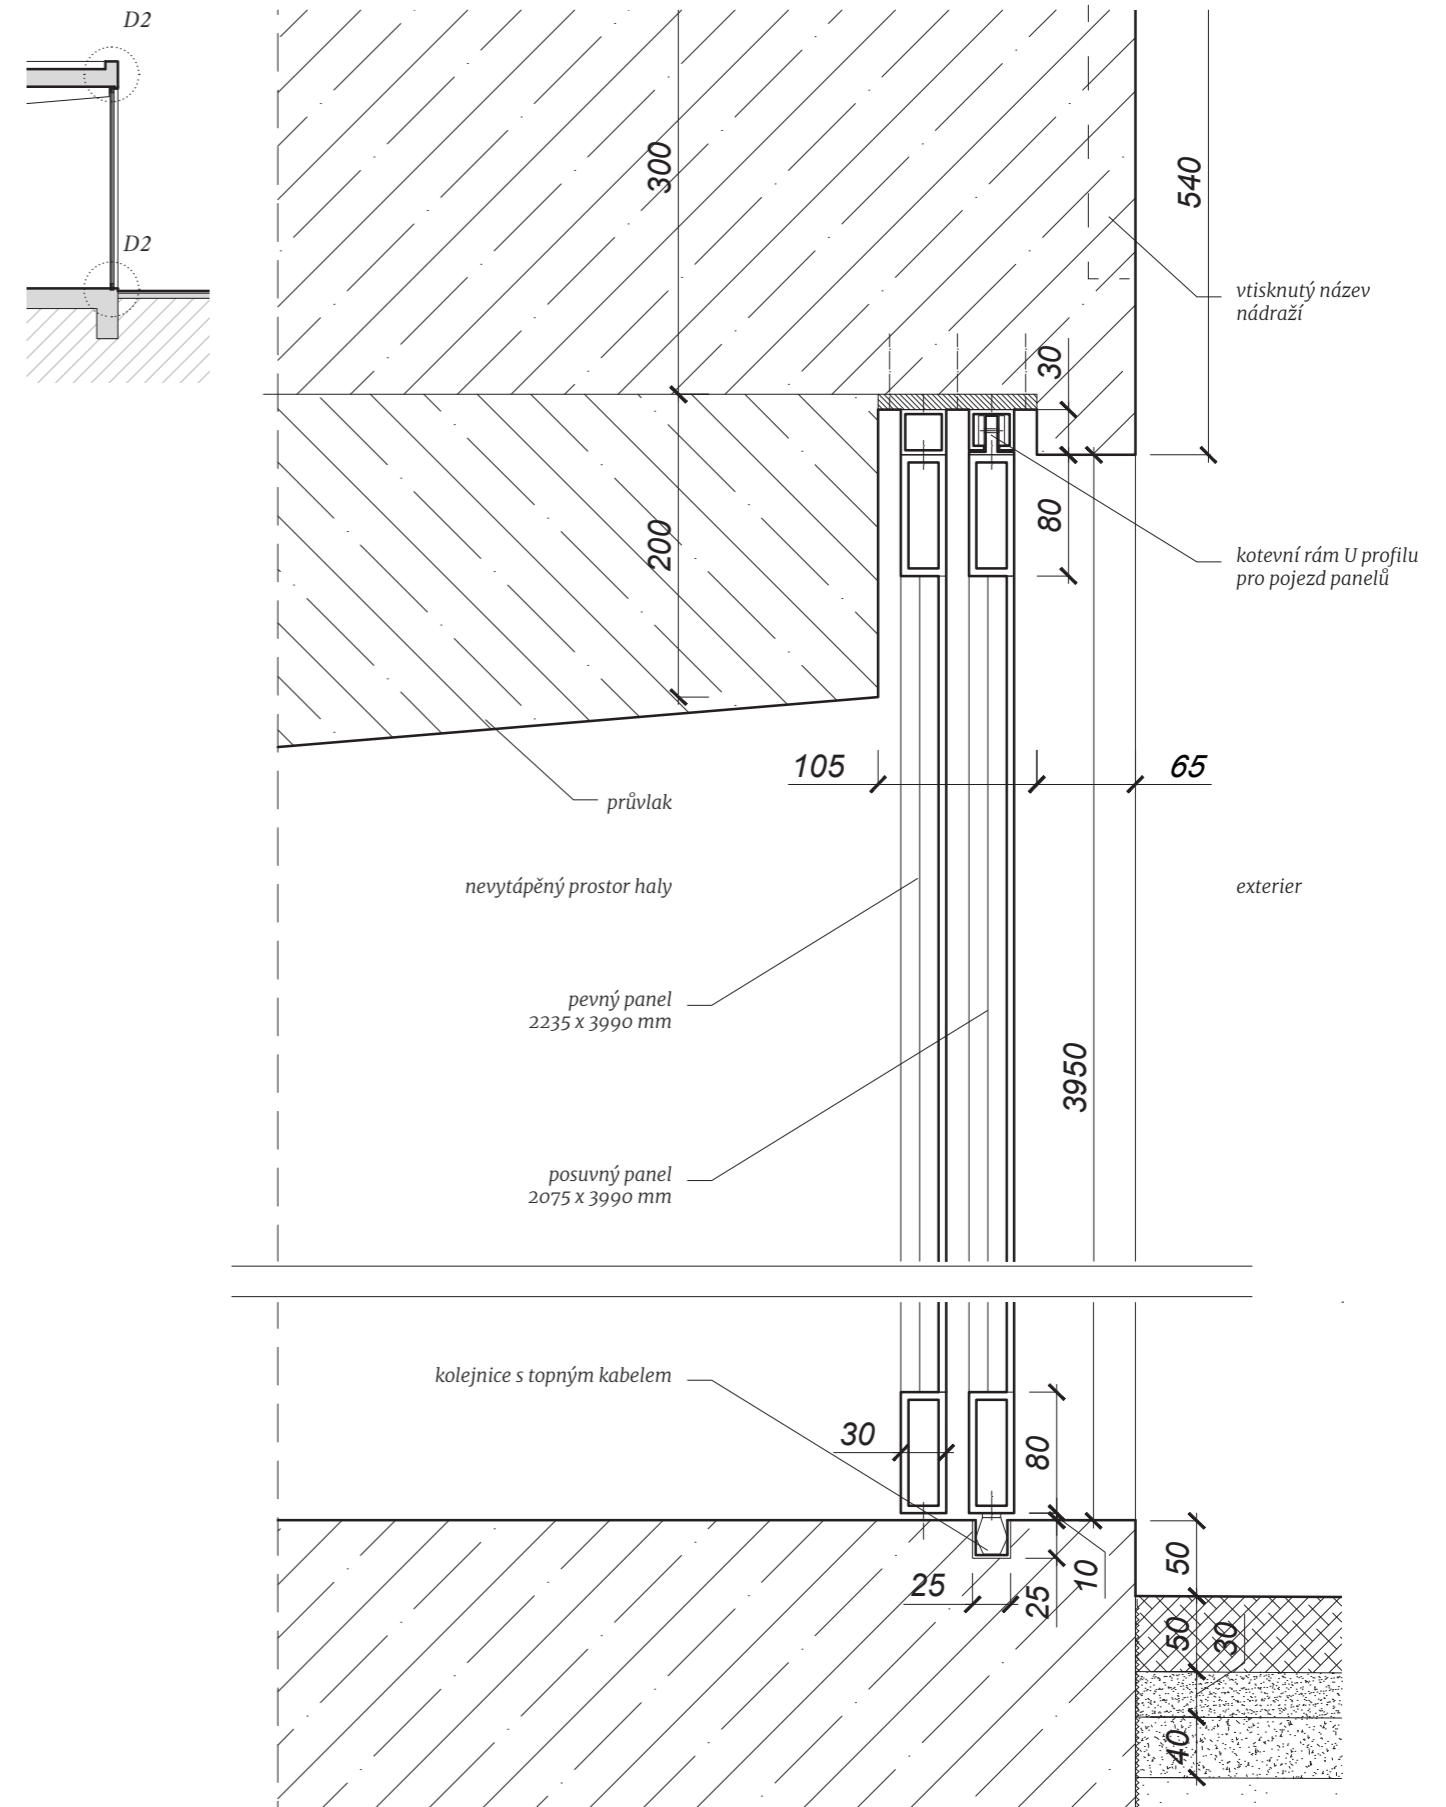 D2
D2
300
540
vtisknutý název
nádraží
30
200
80
kotevní rám U profilu
pro pojezd panelů
105
65
průvlak
nevytápěný prostor haly
exterier
pevný panel
2235 x 3990 mm
3950
posuvný panel
2075 x 3990 mm
kolejnice s topným kabelem
30
80
25
25
10
50
50
30
40